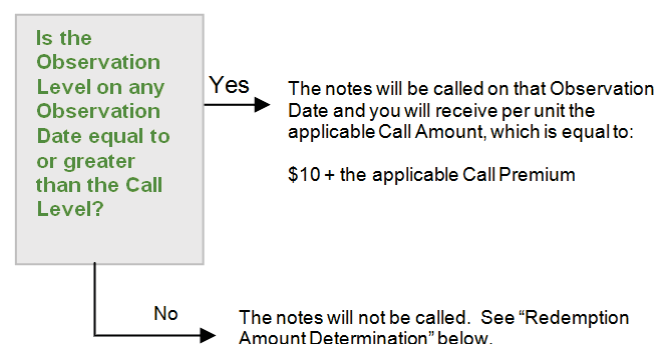 Is the
Observation
Level on any
Observation
Date equal to
or greater
than the Call
Level?
Yes
The notes will be called on that Observation
Date and you will receive per unit the
applicable Call Amount, which is equal to:
$10 + the applicable Call Premium
No
The notes will not be called. See “Redemption
Amount Determination” below.